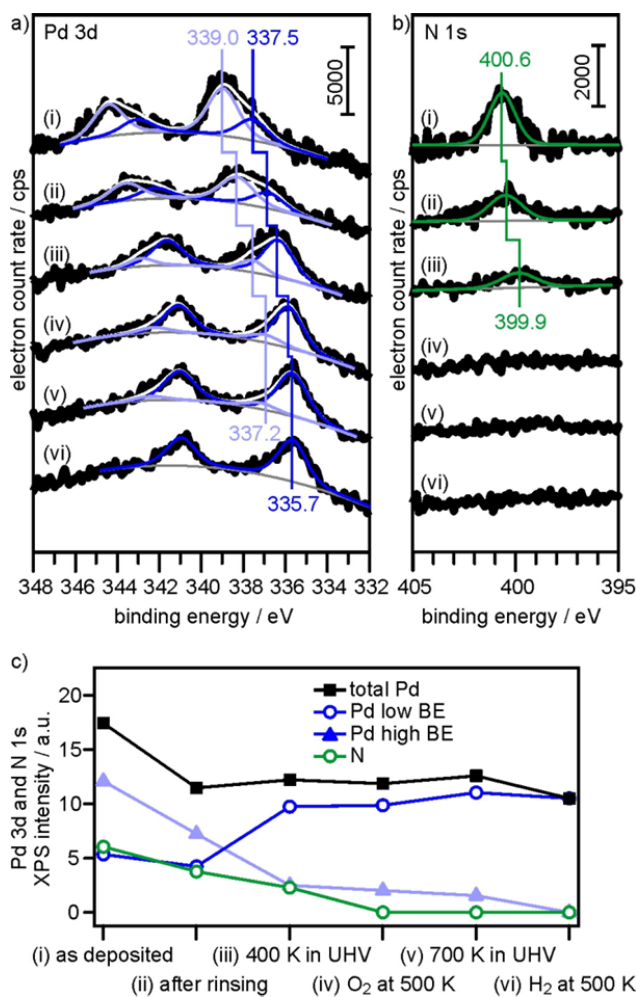 a) Pd 3d 339.0 337.5 5000
(i)
(ii)
(iii)
(iv)
(v)
(vi)
337.2
335.7
electron count rate / cps
348 346 344 342 340 338 336 334 332
binding energy / eV
b) N 1s 400.6 2000
(i)
(ii)
(iii)
399.9
(iv)
(v)
(vi)
electron count rate / cps
405 400 395
binding energy / eV
c)
Pd 3d and N 1s
XPS intensity / a.u.
20
15
10
5
0
total Pd
Pd low BE
Pd high BE
N
(i) as deposited (iii) 400 K in UHV (v) 700 K in UHV
(ii) after rinsing (iv) O₂ at 500 K (vi) H₂ at 500 K